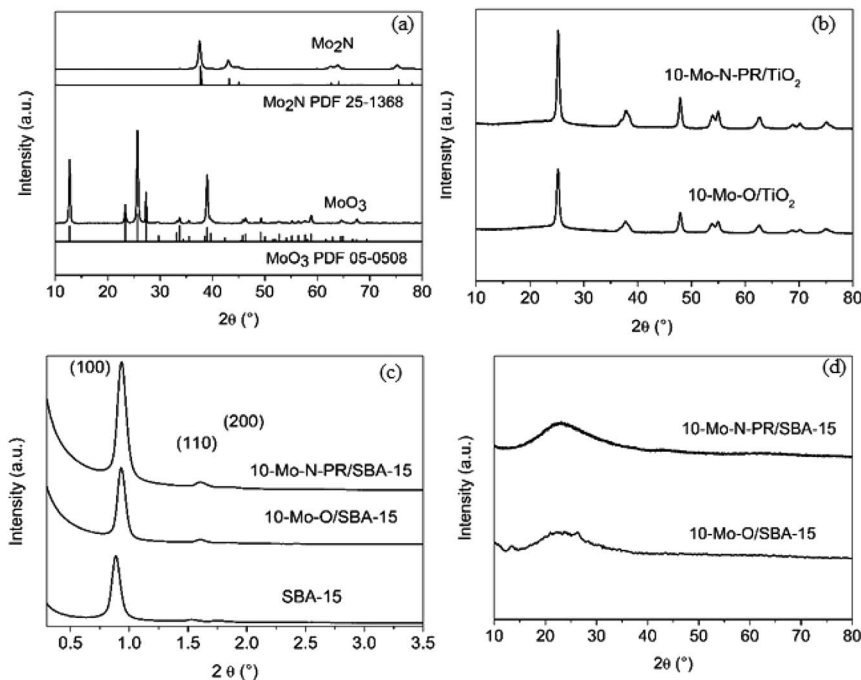 (a)
Mo2N
Mo2N PDF 25-1368
MoO3
MoO3 PDF 05-0508
Intensity (a.u.)
10 20 30 40 50 60 70 80
2θ (°)
(b)
10-Mo-N-PR/TiO2
10-Mo-O/TiO2
Intensity (a.u.)
10 20 30 40 50 60 70 80
2θ (°)
(c)
(100)
(110)
(200)
10-Mo-N-PR/SBA-15
10-Mo-O/SBA-15
SBA-15
Intensity (a.u.)
0.5 1.0 1.5 2.0 2.5 3.0 3.5
2 θ (°)
(d)
10-Mo-N-PR/SBA-15
10-Mo-O/SBA-15
Intensity (a.u.)
10 20 30 40 50 60 70 80
2θ (°)